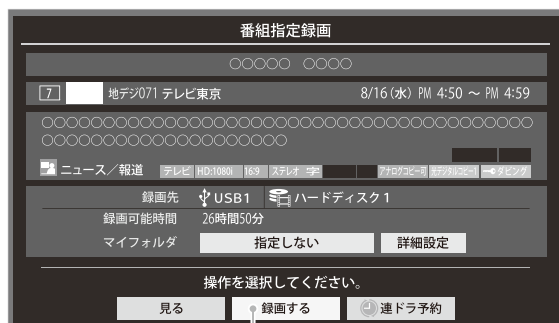 番組指定録画
○○○○○ ○○○○
7 地デジ071 テレビ東京 8/16(水) PM 4:50 ～ PM 4:59
○○○○○○○○○○○○○○○○○○○○○○○○○○○○○○○○○○○
○○○○○○○○○○○○○○○○○○
ニュース／報道 テレビ HD:1080i 16:9 ステレオ 字 アナログコピー可 光デジタルコピー1 ダビング
録画先 USB1 ハードディスク1
録画可能時間 26時間50分
マイフォルダ 指定しない 詳細設定
操作を選択してください。
見る 録画する 連ドラ予約